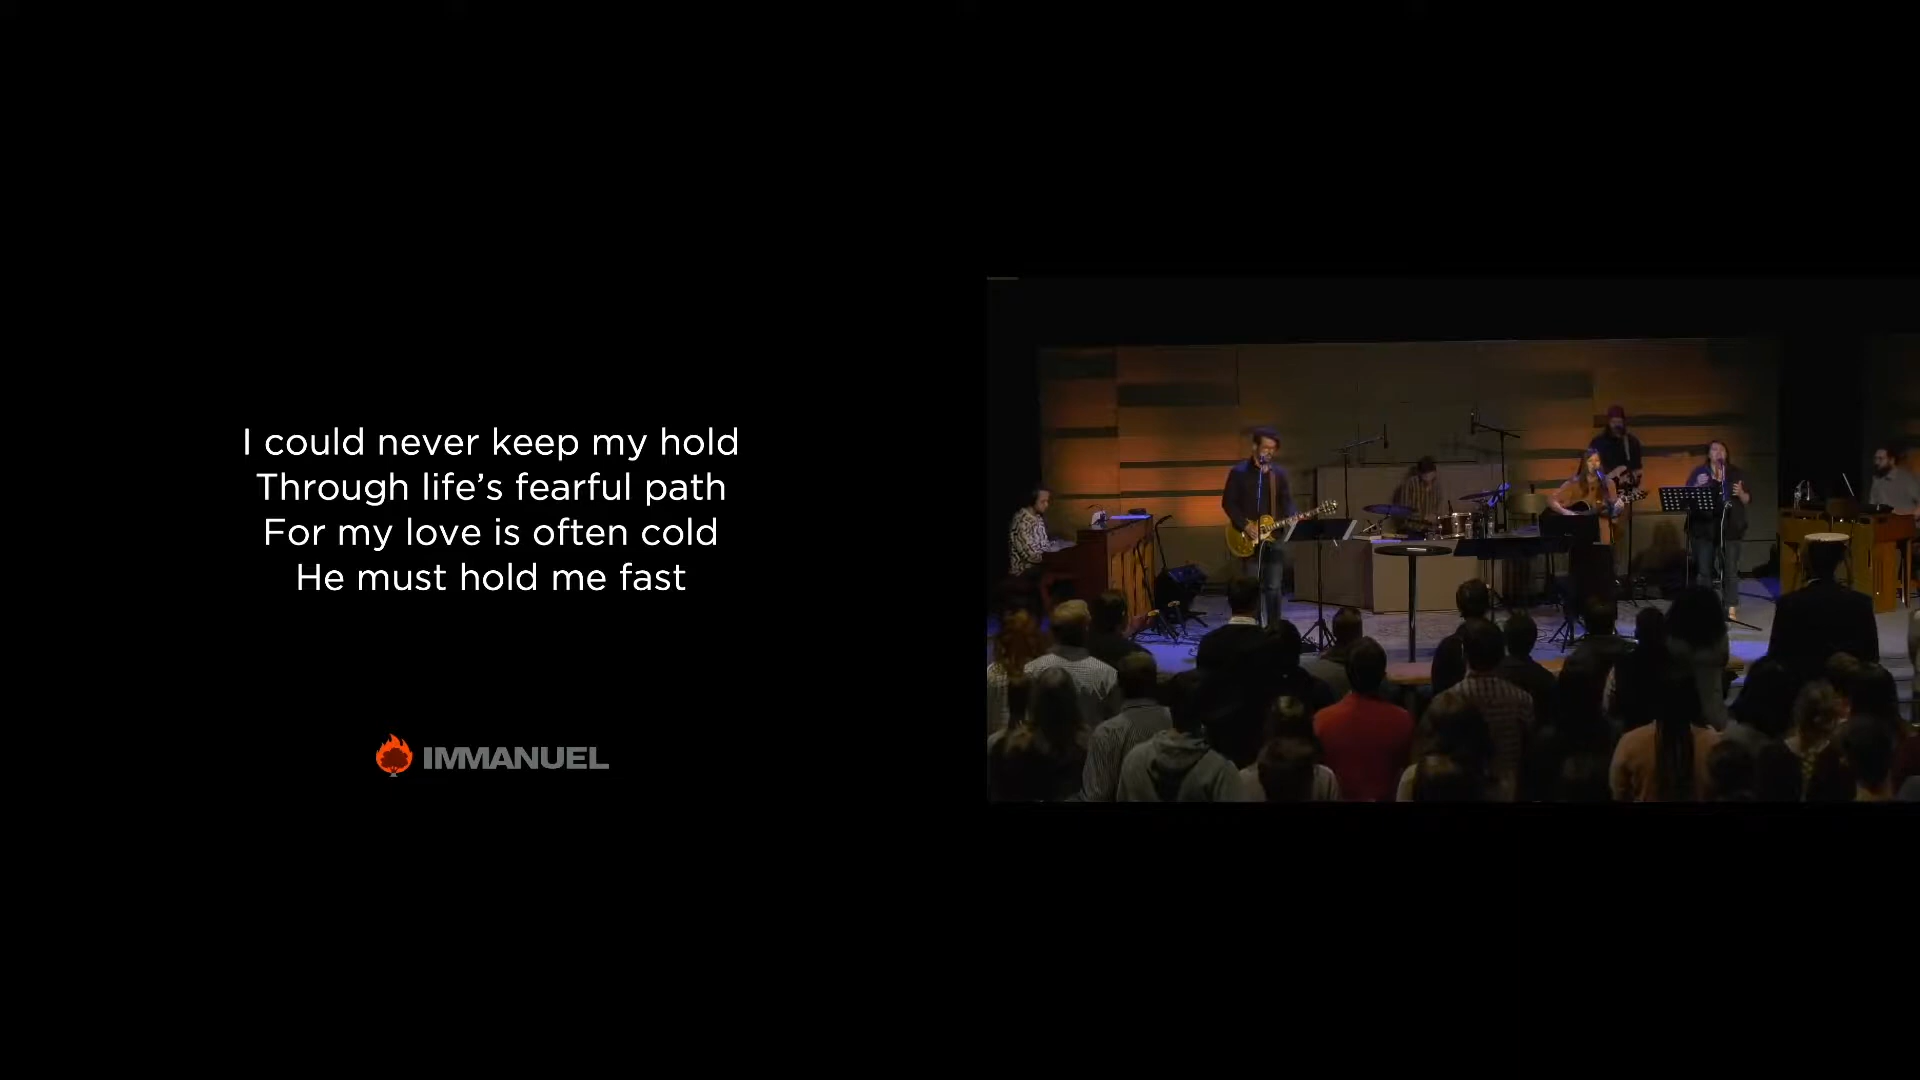 I could never keep my hold
Through life’s fearful path
For my love is often cold
He must hold me fast
IMMANUEL